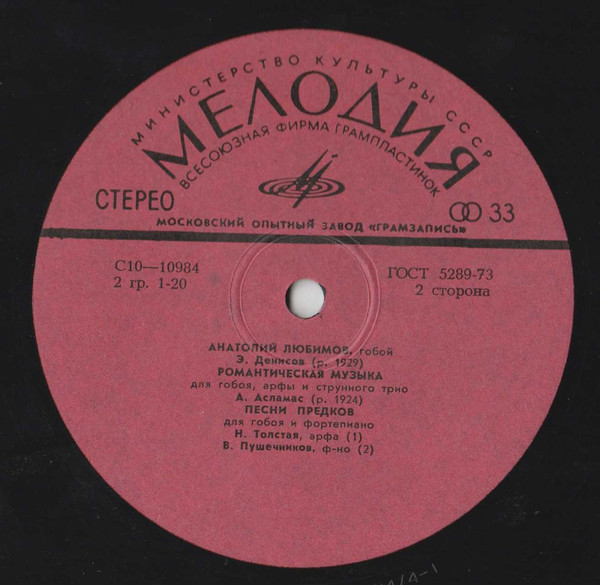 МИНИСТЕРСТВО КУЛЬТУРЫ СССР
МЕЛОДИЯ
ВСЕСОЮЗНАЯ ФИРМА ГРАМПЛАСТИНОК
СТЕРЕО
33
МОСКОВСКИЙ ОПЫТНЫЙ ЗАВОД «ГРАМЗАПИСЬ»
С10—10984
ГОСТ 5289-73
2 гр. 1-20
2 сторона
АНАТОЛИЙ ЛЮБИМОВ, гобой
Э. Денисов (р. 1929)
РОМАНТИЧЕСКАЯ МУЗЫКА
для гобоя, арфы и струнного трио
А. Асламас (р. 1924)
ПЕСНИ ПРЕДКОВ
для гобоя и фортепиано
Н. Толстая, арфа (1)
В. Пушечников, ф-но (2)